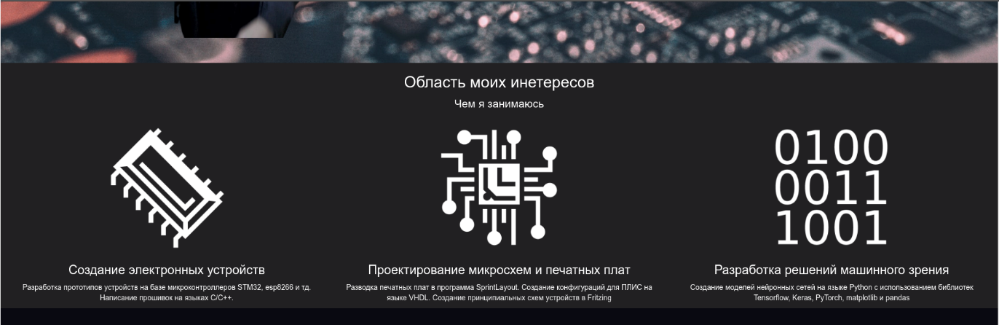 Область моих инетересов
Чем я занимаюсь
0100
0011
1001
Создание электронных устройств
Разработка прототипов устройств на базе микроконтроллеров STM32, esp8266 и тд.
Написание прошивок на языках C/C++.
Проектирование микросхем и печатных плат
Разводка печатных плат в программа SprintLayout. Создание конфигураций для ПЛИС на
языке VHDL. Создание принципиальных схем устройств в Fritzing
Разработка решений машинного зрения
Создание моделей нейронных сетей на языке Python с использованием библиотек
Tensorflow, Keras, PyTorch, matplotlib и pandas